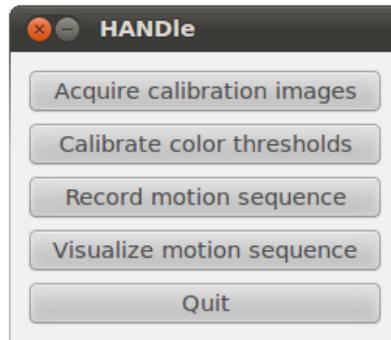 HANDle
Acquire calibration images
Calibrate color thresholds
Record motion sequence
Visualize motion sequence
Quit